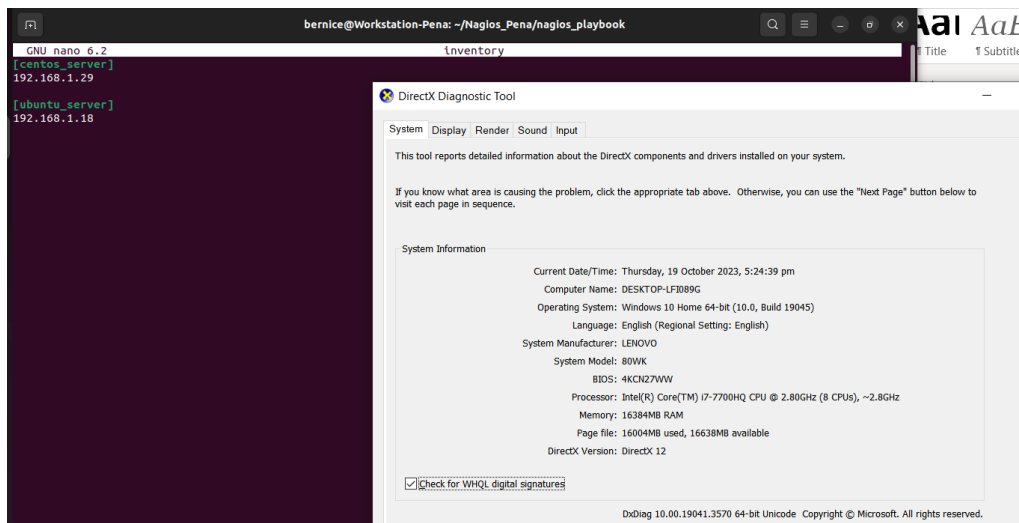 bernice@Workstation-Pena: ~/Nagios_Pena/nagios_playbook
GNU nano 6.2 inventory
[centos_server]
192.168.1.29
[ubuntu_server]
192.168.1.18
AaI AaE
¶ Title ¶ Subtitle
DirectX Diagnostic Tool
System Display Render Sound Input
This tool reports detailed information about the DirectX components and drivers installed on your system.
If you know what area is causing the problem, click the appropriate tab above. Otherwise, you can use the "Next Page" button below to
visit each page in sequence.
System Information
Current Date/Time: Thursday, 19 October 2023, 5:24:39 pm
Computer Name: DESKTOP-LFI089G
Operating System: Windows 10 Home 64-bit (10.0, Build 19045)
Language: English (Regional Setting: English)
System Manufacturer: LENOVO
System Model: 80WK
BIOS: 4KCN27WW
Processor: Intel(R) Core(TM) i7-7700HQ CPU @ 2.80GHz (8 CPUs), ~2.8GHz
Memory: 16384MB RAM
Page file: 16004MB used, 16638MB available
DirectX Version: DirectX 12
Check for WHQL digital signatures
DxDiag 10.00.19041.3570 64-bit Unicode Copyright © Microsoft. All rights reserved.